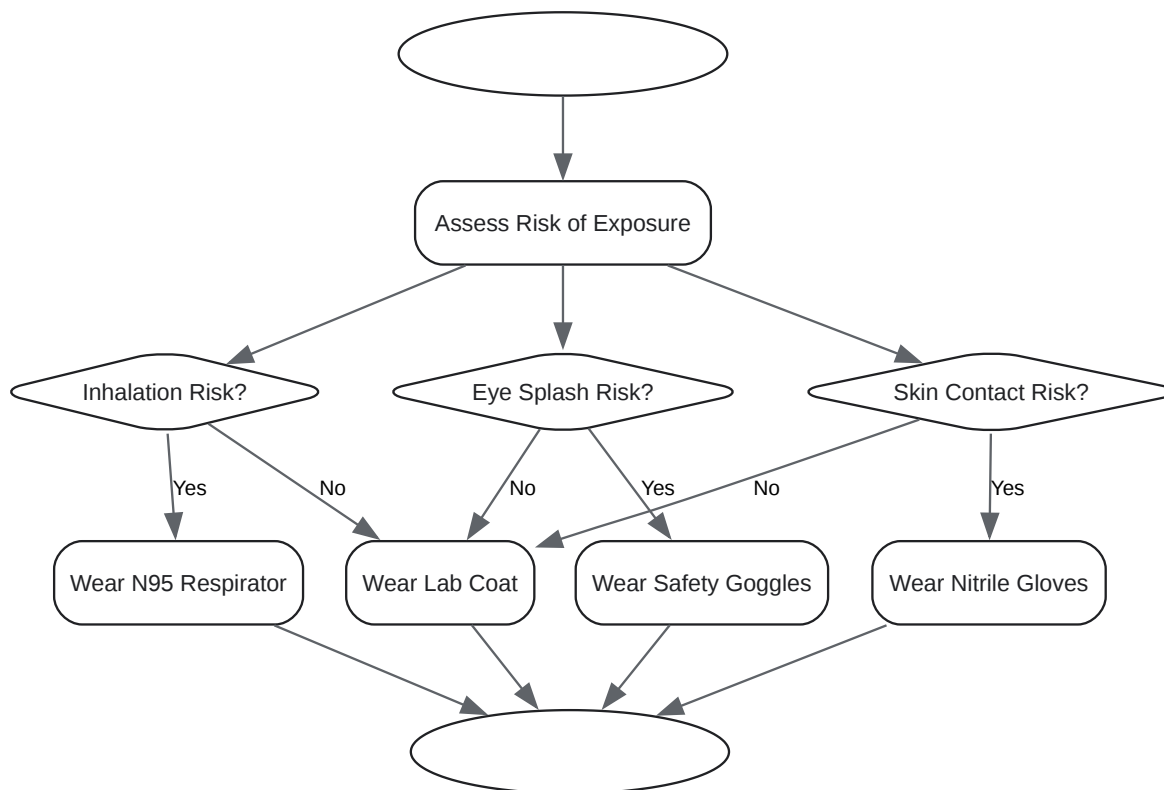 Assess Risk of Exposure
Inhalation Risk?
Eye Splash Risk?
Skin Contact Risk?
Yes
No
No
Yes
No
Yes
Wear N95 Respirator
Wear Lab Coat
Wear Safety Goggles
Wear Nitrile Gloves